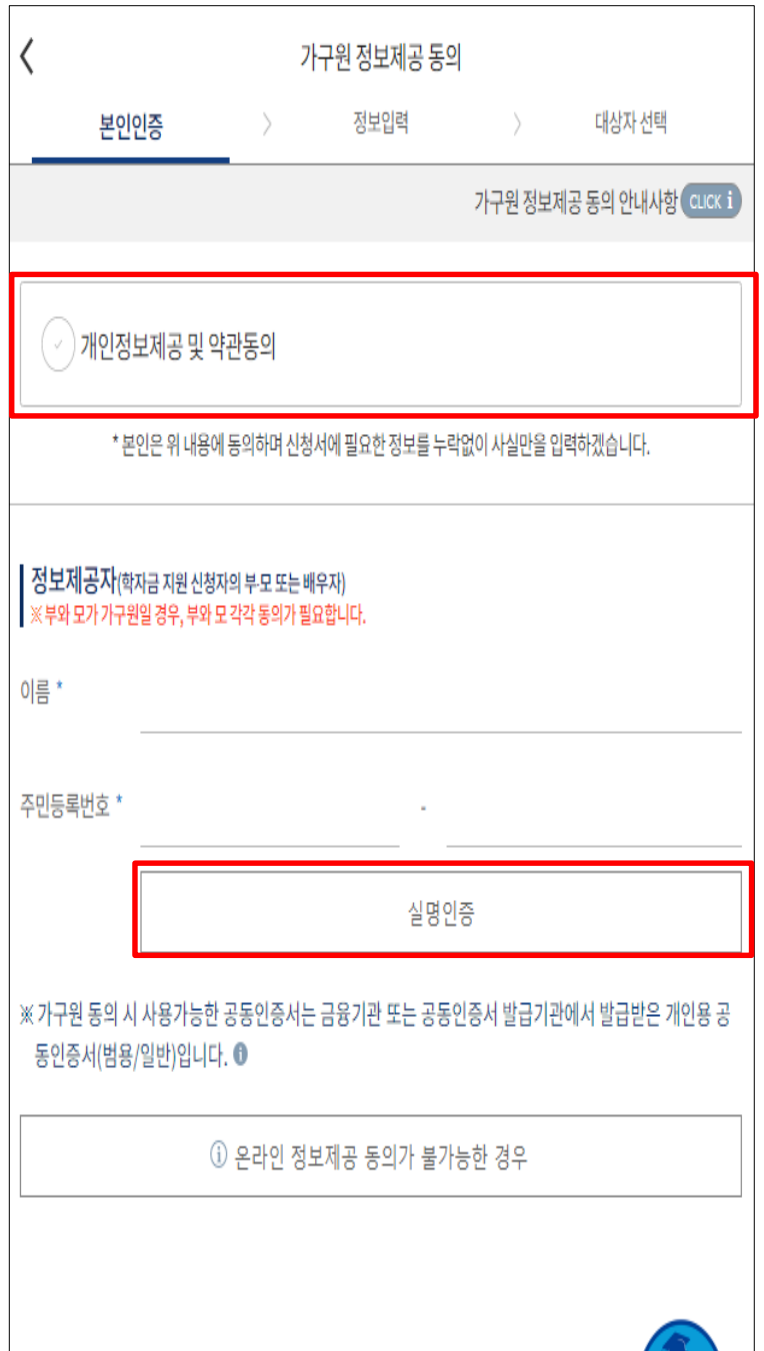 가구원 정보제공 동의
본인인증 〉 정보입력 〉 대상자 선택
가구원 정보제공 동의 안내사항 CLICK i
개인정보제공 및 약관동의
* 본인은 위 내용에 동의하며 신청서에 필요한 정보를 누락없이 사실만을 입력하겠습니다.
정보제공자(학자금 지원 신청자의 부·모 또는 배우자)
※ 부와 모가 가구원일 경우, 부와 모 각각 동의가 필요합니다.
이름 *
주민등록번호 * -
실명인증
※ 가구원 동의 시 사용가능한 공동인증서는 금융기관 또는 공동인증서 발급기관에서 발급받은 개인용 공
동인증서(범용/일반)입니다. i
i 온라인 정보제공 동의가 불가능한 경우